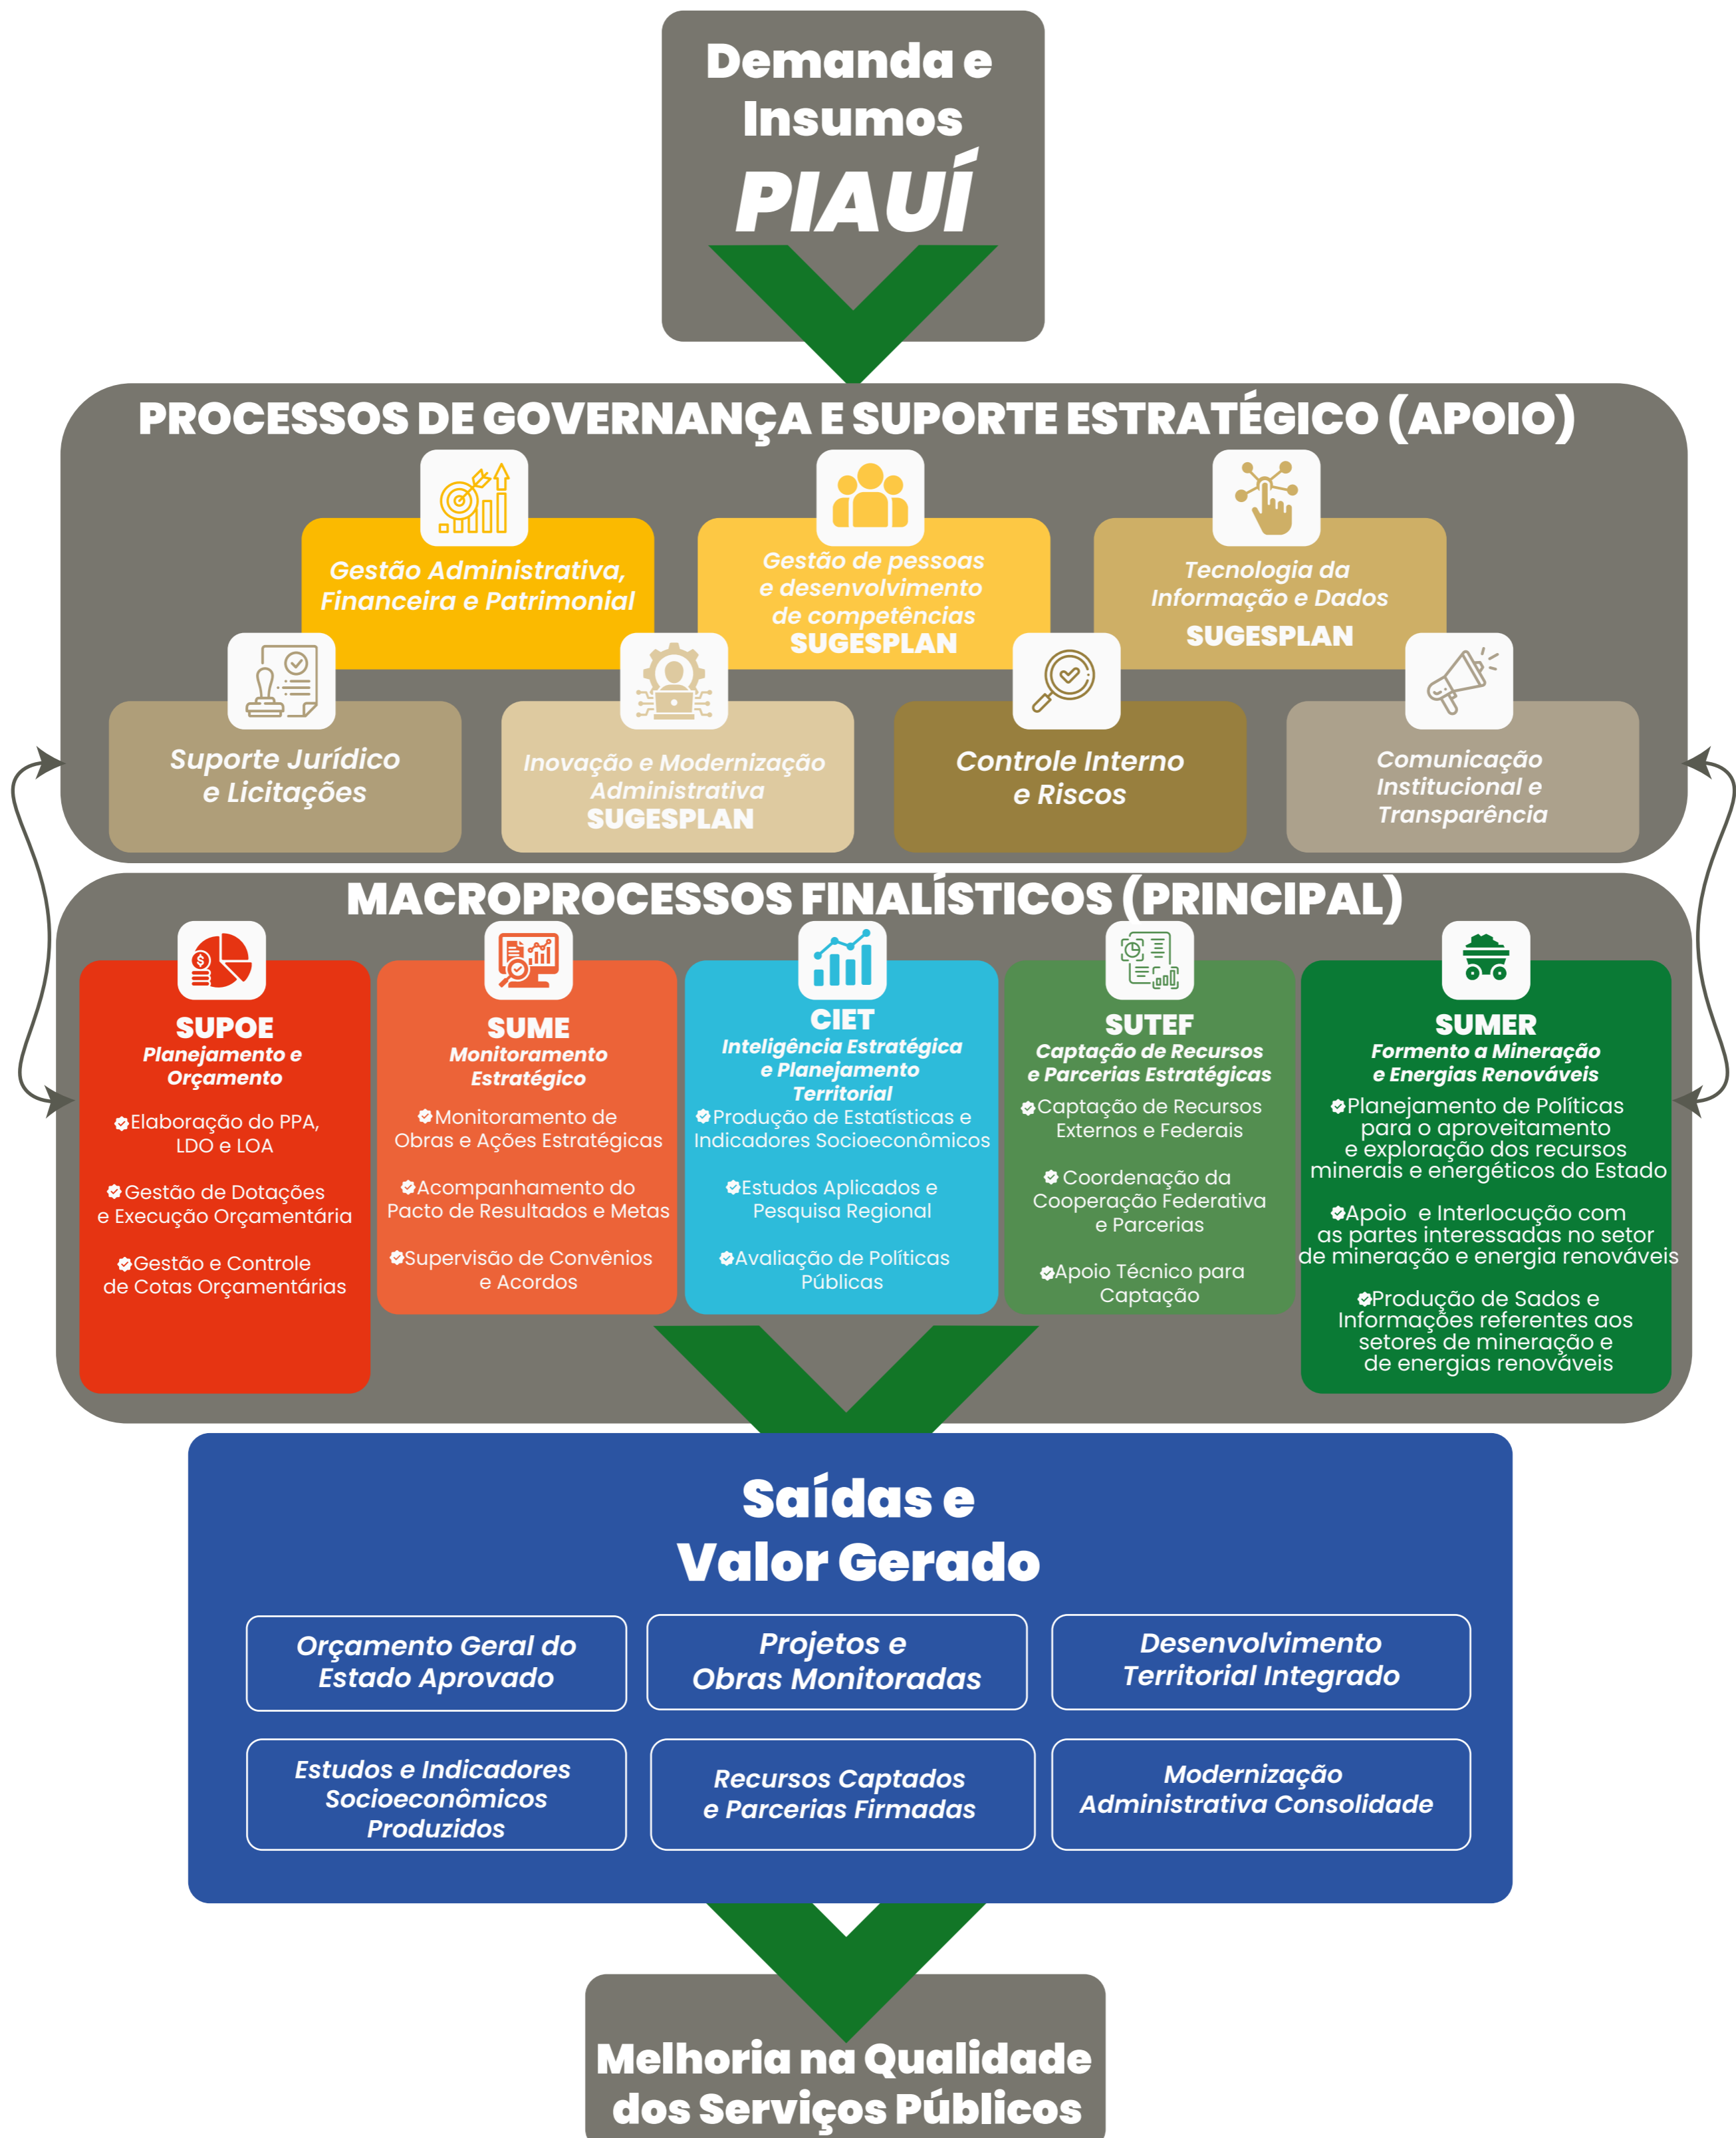 Demanda e
Insumos
PIAUÍ
PROCESSOS DE GOVERNANÇA E SUPORTE ESTRATÉGICO (APOIO)
Gestão Administrativa,
Financeira e Patrimonial
Gestão de pessoas
e desenvolvimento
de competências
SUGESPLAN
Tecnologia da
Informação e Dados
SUGESPLAN
Suporte Jurídico
e Licitações
Inovação e Modernização
Administrativa
SUGESPLAN
Controle Interno
e Riscos
Comunicação
Institucional e
Transparência
MACROPROCESSOS FINALÍSTICOS (PRINCIPAL)
SUPOE
Planejamento e
Orçamento
Elaboração do PPA,
LDO e LOA
Gestão de Dotações
e Execução Orçamentária
Gestão e Controle
de Cotas Orçamentárias
SUME
Monitoramento
Estratégico
Monitoramento de
Obras e Ações Estratégicas
Acompanhamento do
Pacto de Resultados e Metas
Supervisão de Convênios
e Acordos
CIET
Inteligência Estratégica
e Planejamento
Territorial
Produção de Estatísticas e
Indicadores Socioeconômicos
Estudos Aplicados e
Pesquisa Regional
Avaliação de Políticas
Públicas
SUTEF
Captação de Recursos
e Parcerias Estratégicas
Captação de Recursos
Externos e Federais
Coordenação da
Cooperação Federativa
e Parcerias
Apoio Técnico para
Captação
SUMER
Formento a Mineração
e Energias Renováveis
Planejamento de Políticas
para o aproveitamento
e exploração dos recursos
minerais e energéticos do Estado
Apoio e Interlocução com
as partes interessadas no setor
de mineração e energia renováveis
Produção de Sados e
Informações referentes aos
setores de mineração e
de energias renováveis
Saídas e
Valor Gerado
Orçamento Geral do
Estado Aprovado
Projetos e
Obras Monitoradas
Desenvolvimento
Territorial Integrado
Estudos e Indicadores
Socioeconômicos
Produzidos
Recursos Captados
e Parcerias Firmadas
Modernização
Administrativa Consolidade
Melhoria na Qualidade
dos Serviços Públicos